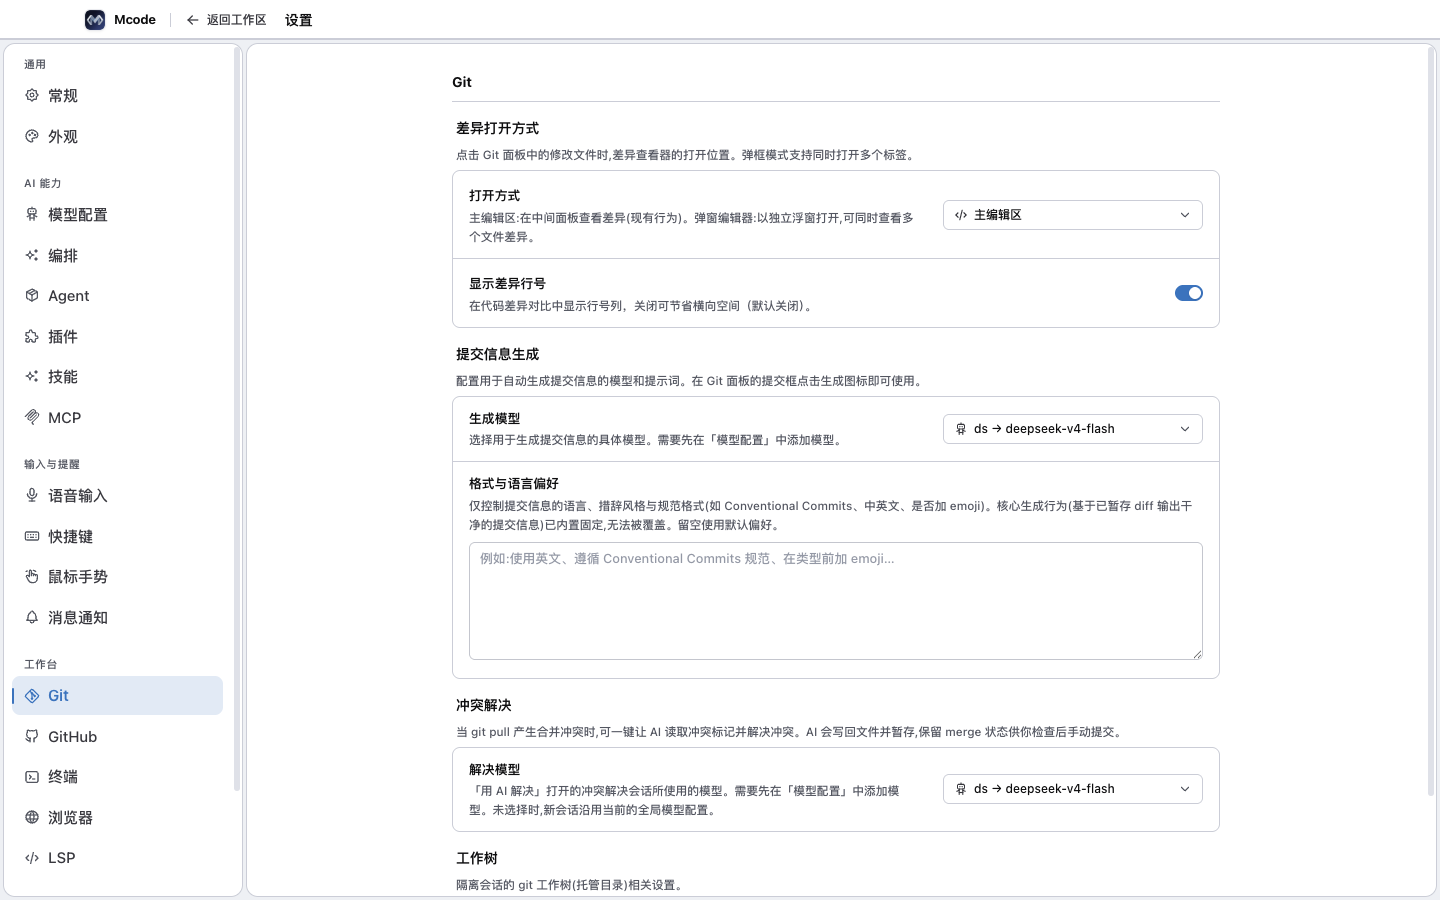 Mcode
返回工作区
设置
通用
常规
外观
AI 能力
模型配置
编排
Agent
插件
技能
MCP
输入与提醒
语音输入
快捷键
鼠标手势
消息通知
工作台
Git
GitHub
终端
浏览器
LSP
Git
差异打开方式
点击 Git 面板中的修改文件时,差异查看器的打开位置。弹框模式支持同时打开多个标签。
打开方式
主编辑区:在中间面板查看差异(现有行为)。弹窗编辑器:以独立浮窗打开,可同时查看多
个文件差异。
主编辑区
显示差异行号
在代码差异对比中显示行号列，关闭可节省横向空间（默认关闭）。
提交信息生成
配置用于自动生成提交信息的模型和提示词。在 Git 面板的提交框点击生成图标即可使用。
生成模型
选择用于生成提交信息的具体模型。需要先在「模型配置」中添加模型。
ds → deepseek-v4-flash
格式与语言偏好
仅控制提交信息的语言、措辞风格与规范格式(如 Conventional Commits、中英文、是否加 emoji)。核心生成行为(基于已暂存 diff 输出干
净的提交信息)已内置固定,无法被覆盖。留空使用默认偏好。
例如:使用英文、遵循 Conventional Commits 规范、在类型前加 emoji...
冲突解决
当 git pull 产生合并冲突时,可一键让 AI 读取冲突标记并解决冲突。AI 会写回文件并暂存,保留 merge 状态供你检查后手动提交。
解决模型
「用 AI 解决」打开的冲突解决会话所使用的模型。需要先在「模型配置」中添加模
型。未选择时,新会话沿用当前的全局模型配置。
ds → deepseek-v4-flash
工作树
隔离会话的 git 工作树(托管目录)相关设置。